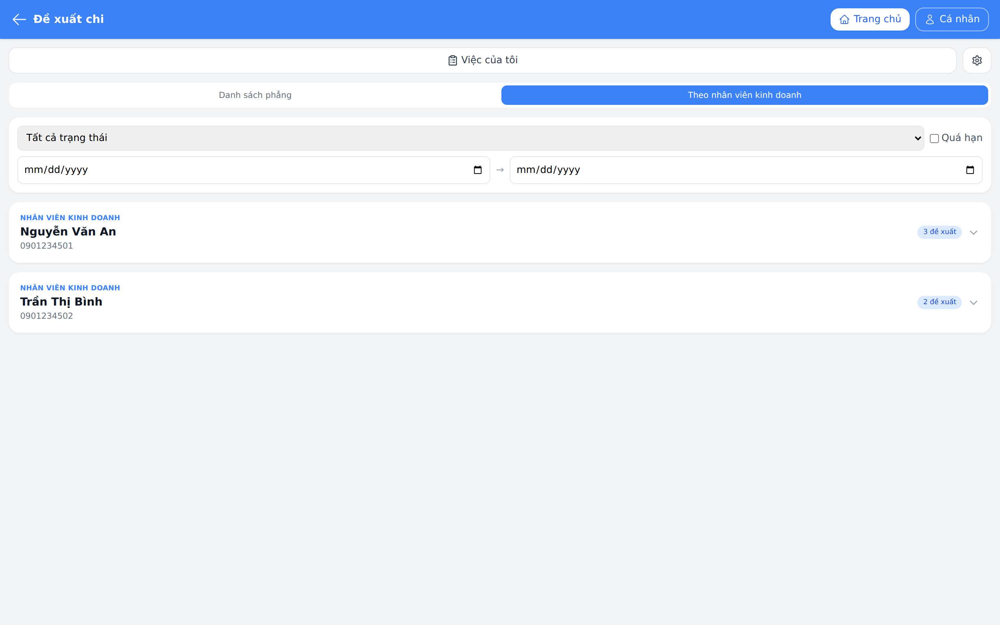 Đề xuất chi
Trang chủ
Cá nhân
Việc của tôi
Danh sách phẳng
Theo nhân viên kinh doanh
Tất cả trạng thái
Quá hạn
mm/dd/yyyy → mm/dd/yyyy
NHÂN VIÊN KINH DOANH
Nguyễn Văn An
0901234501
3 đề xuất
NHÂN VIÊN KINH DOANH
Trần Thị Bình
0901234502
2 đề xuất